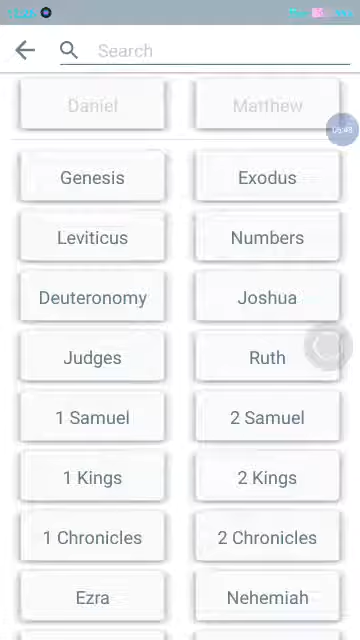 Search
Daniel Matthew
Genesis Exodus
Leviticus Numbers
Deuteronomy Joshua
Judges Ruth
1 Samuel 2 Samuel
1 Kings 2 Kings
1 Chronicles 2 Chronicles
Ezra Nehemiah